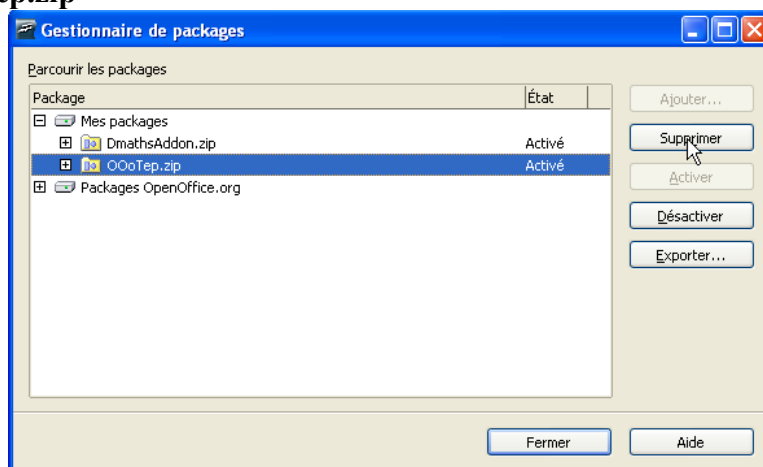 ep.zip
Gestionnaire de packages
Parcourir les packages
Package État
Mes packages
DmathsAddon.zip Activé
OOoTep.zip Activé
Packages OpenOffice.org
Ajouter...
Supprimer
Activer
Désactiver
Exporter...
Fermer Aide